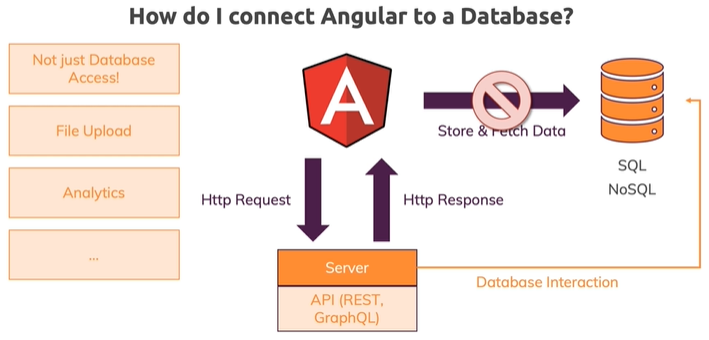 How do I connect Angular to a Database?
Not just Database
Access!
File Upload
Analytics
...
A
Store & Fetch Data
SQL
NoSQL
Http Request
Http Response
Server
API (REST,
GraphQL)
Database Interaction